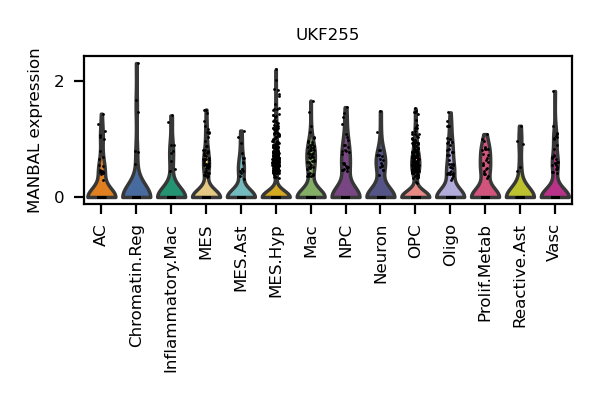 UKF255
MANBAL expression
2
0
AC
Chromatin.Reg
Inflammatory.Mac
MES
MES.Ast
MES.Hyp
Mac
NPC
Neuron
OPC
Oligo
Prolif.Metab
Reactive.Ast
Vasc